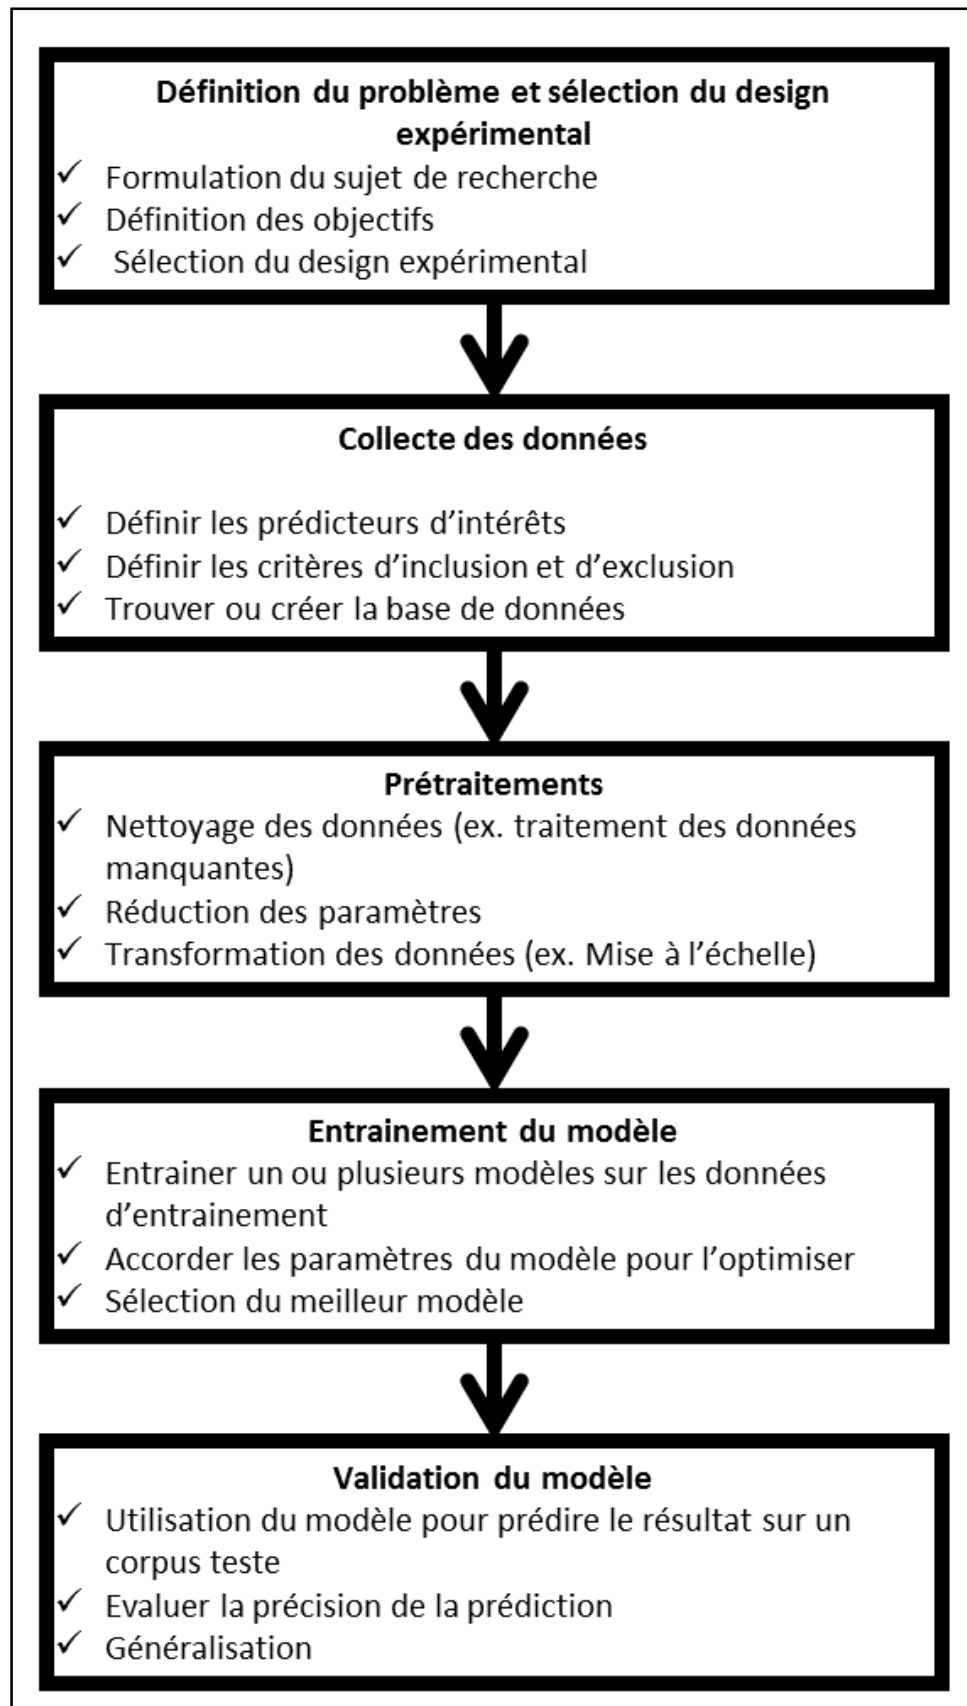 Définition du problème et sélection du design
expérimental
✓ Formulation du sujet de recherche
✓ Définition des objectifs
✓ Sélection du design expérimental
Collecte des données
✓ Définir les prédicteurs d'intérêts
✓ Définir les critères d'inclusion et d'exclusion
✓ Trouver ou créer la base de données
Prétraitements
✓ Nettoyage des données (ex. traitement des données
manquantes)
✓ Réduction des paramètres
✓ Transformation des données (ex. Mise à l'échelle)
Entrainement du modèle
✓ Entrainer un ou plusieurs modèles sur les données
d'entrainement
✓ Accorder les paramètres du modèle pour l'optimiser
✓ Sélection du meilleur modèle
Validation du modèle
✓ Utilisation du modèle pour prédire le résultat sur un
corpus teste
✓ Evaluer la précision de la prédiction
✓ Généralisation